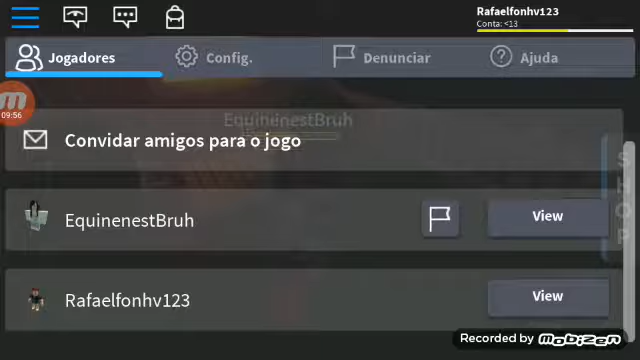 Rafaelfonhv123
Conta: <13
Jogadores
Config.
Denunciar
Ajuda
09:56
EquinenestBruh
Convidar amigos para o jogo
SHOP
EquinenestBruh
View
Rafaelfonhv123
View
Recorded by MOBIZEN